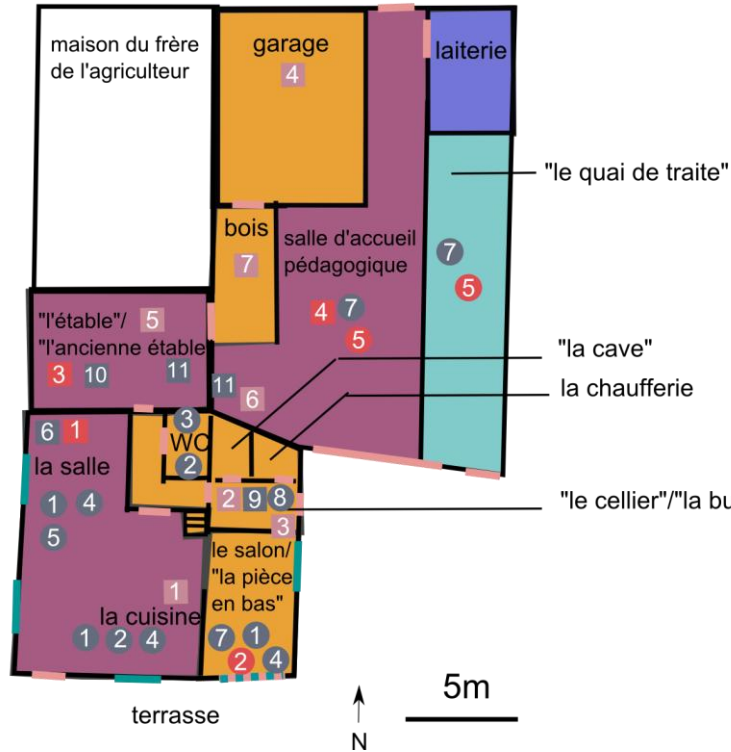 maison du frère
de l'agriculteur
garage
4
laiterie
"le quai de traite"
bois
7
salle d'accueil
pédagogique
7
5
4
7
5
"l'étable"/
5
"l'ancienne étable"
3
10
11
11
6
"la cave"
la chaufferie
3
WC
2
6
1
la salle
1
4
5
2
9
8
3
"le cellier"/"la bu
le salon/
"la pièce
en bas"
1
la cuisine
1
2
4
7
1
2
4
terrasse
N
5m